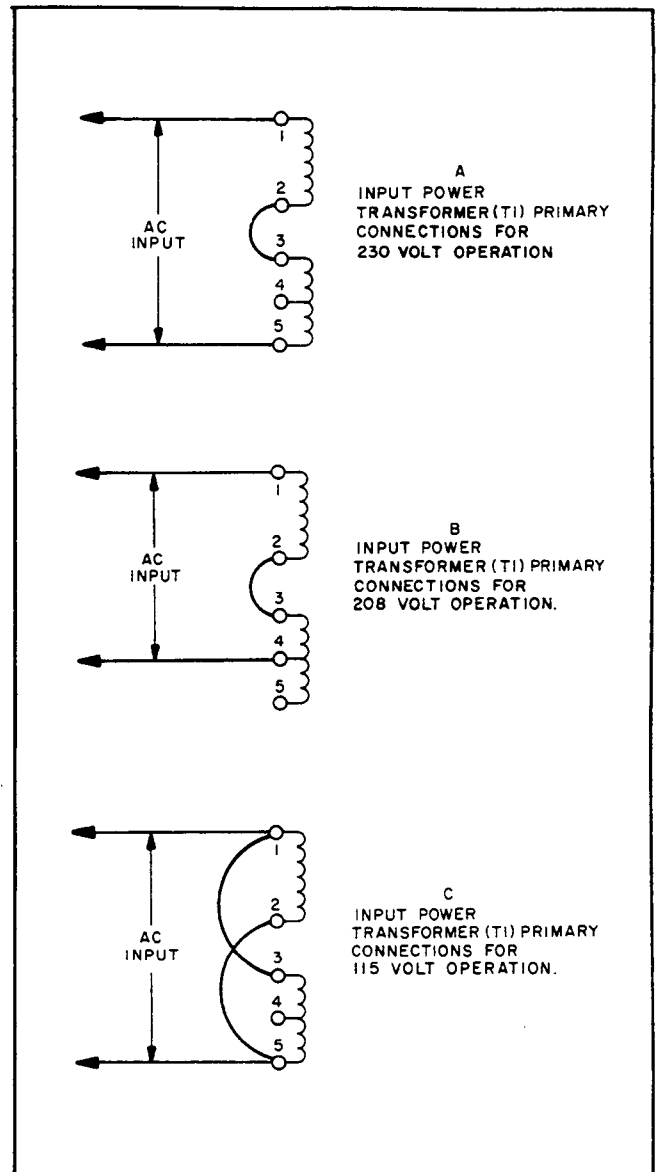 1
2
3
4
5
AC
INPUT
A
INPUT POWER
TRANSFORMER (T1) PRIMARY
CONNECTIONS FOR
230 VOLT OPERATION
1
2
3
4
5
AC
INPUT
B
INPUT POWER
TRANSFORMER (T1) PRIMARY
CONNECTIONS FOR
208 VOLT OPERATION.
1
2
3
4
5
AC
INPUT
C
INPUT POWER
TRANSFORMER (T1) PRIMARY
CONNECTIONS FOR
115 VOLT OPERATION.